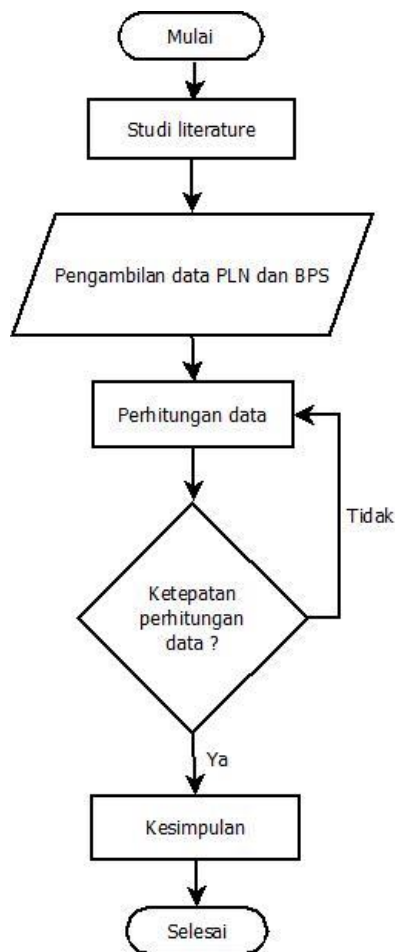 Mulai
Studi literature
Pengambilan data PLN dan BPS
Perhitungan data
Tidak
Ketepatan
perhitungan
data ?
Ya
Kesimpulan
Selesai